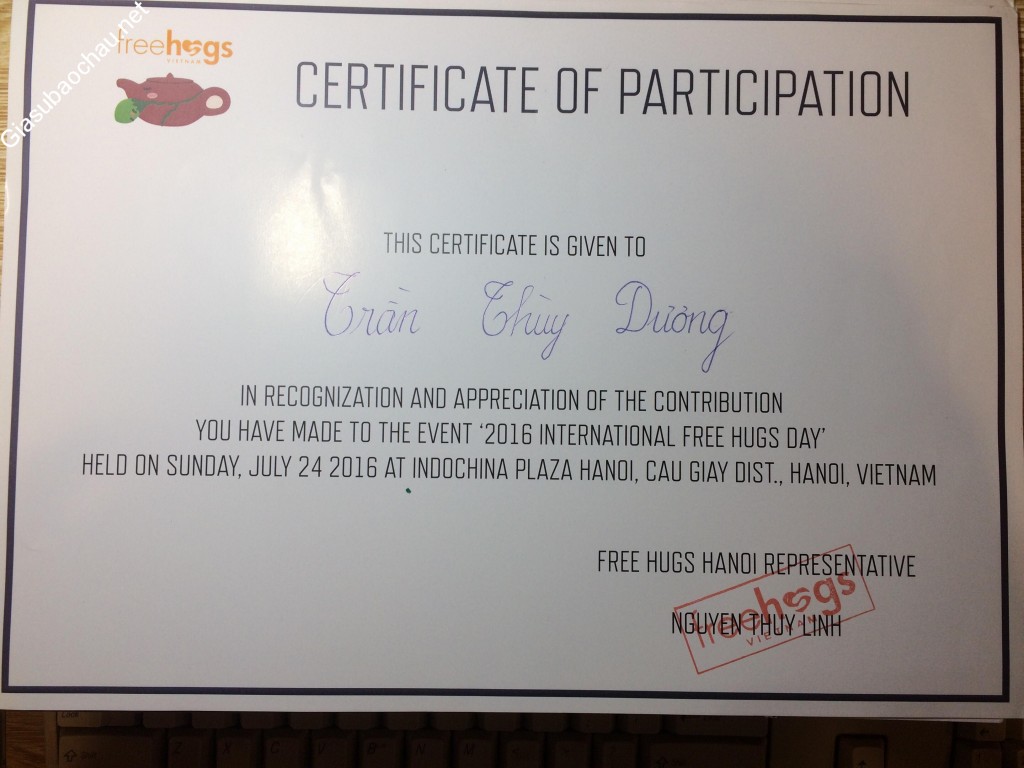 Giasubaochau.net
freehugs
VIETNAM
CERTIFICATE OF PARTICIPATION
THIS CERTIFICATE IS GIVEN TO
Trần Thùy Dương
IN RECOGNIZATION AND APPRECIATION OF THE CONTRIBUTION
YOU HAVE MADE TO THE EVENT ‘2016 INTERNATIONAL FREE HUGS DAY’
HELD ON SUNDAY, JULY 24 2016 AT INDOCHINA PLAZA HANOI, CAU GIAY DIST., HANOI, VIETNAM
FREE HUGS HANOI REPRESENTATIVE
freehugs
VIETNAM
NGUYEN THUY LINH
Z X C V B N M